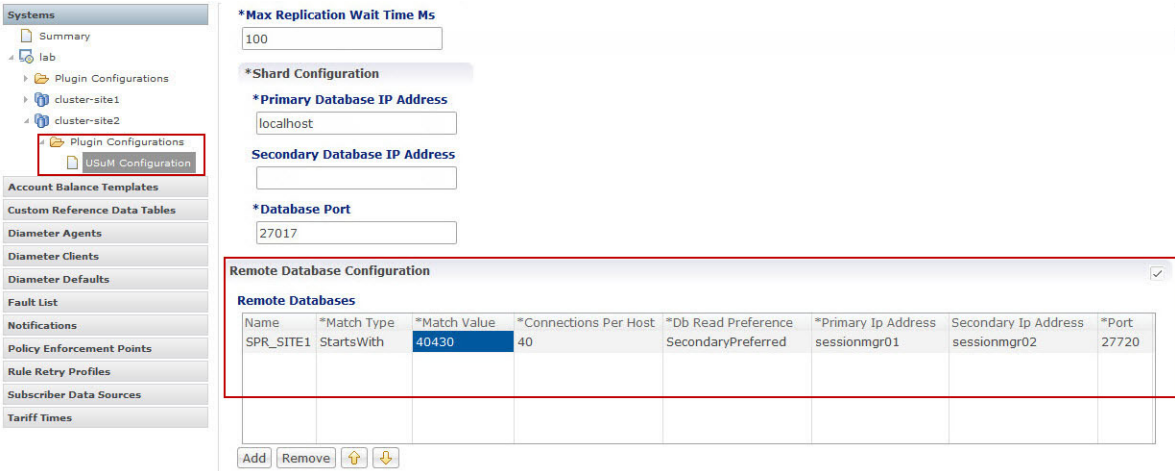 Systems
Summary
lab
Plugin Configurations
cluster-site1
cluster-site2
Plugin Configurations
USuM Configuration
Account Balance Templates
Custom Reference Data Tables
Diameter Agents
Diameter Clients
Diameter Defaults
Fault List
Notifications
Policy Enforcement Points
Rule Retry Profiles
Subscriber Data Sources
Tariff Times
*Max Replication Wait Time Ms
100
*Shard Configuration
*Primary Database IP Address
localhost
Secondary Database IP Address
*Database Port
27017
Remote Database Configuration
Remote Databases
Name *Match Type *Match Value *Connections Per Host *Db Read Preference *Primary Ip Address Secondary Ip Address *Port
SPR_SITE1 StartsWith 40430 40 SecondaryPreferred sessionmgr01 sessionmgr02 27720
Add Remove